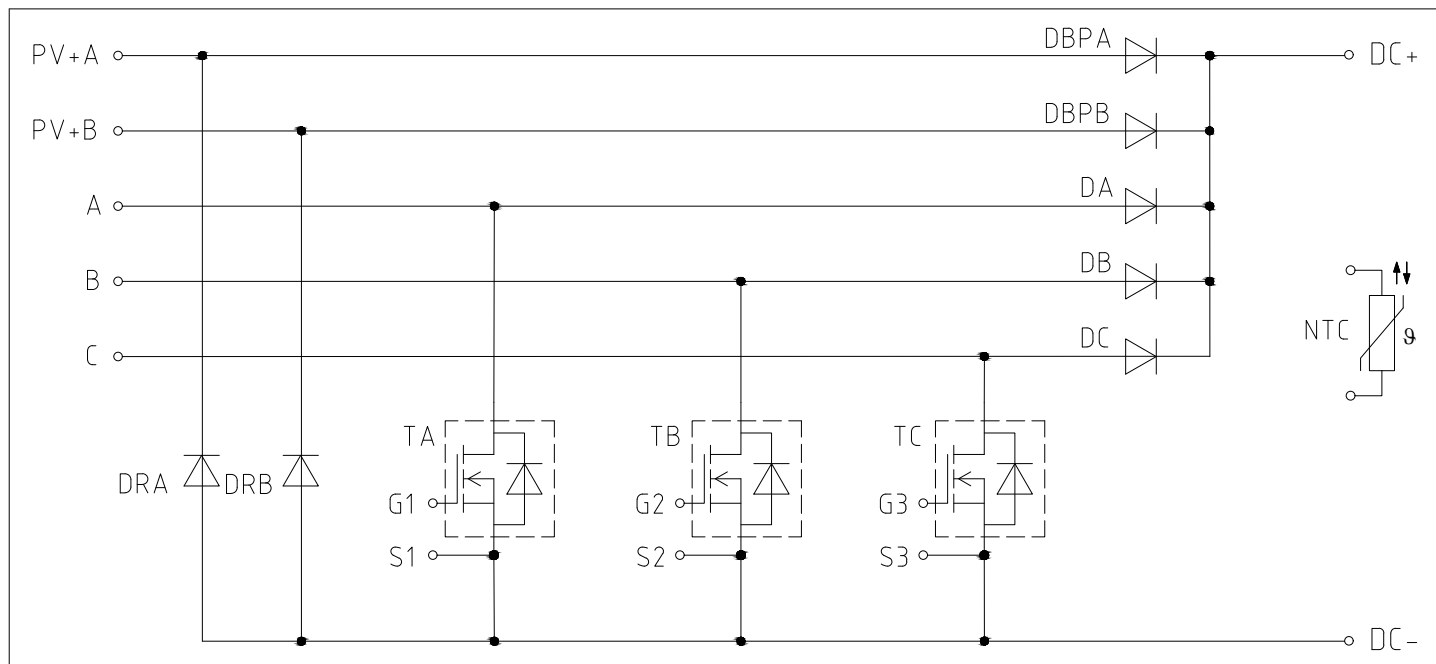 DBPA
PV+A
DC+
DBPB
PV+B
DA
A
DB
B
DC
NTC
ϑ
C
TA
TB
TC
DRA
DRB
G1
G2
G3
S1
S2
S3
DC-